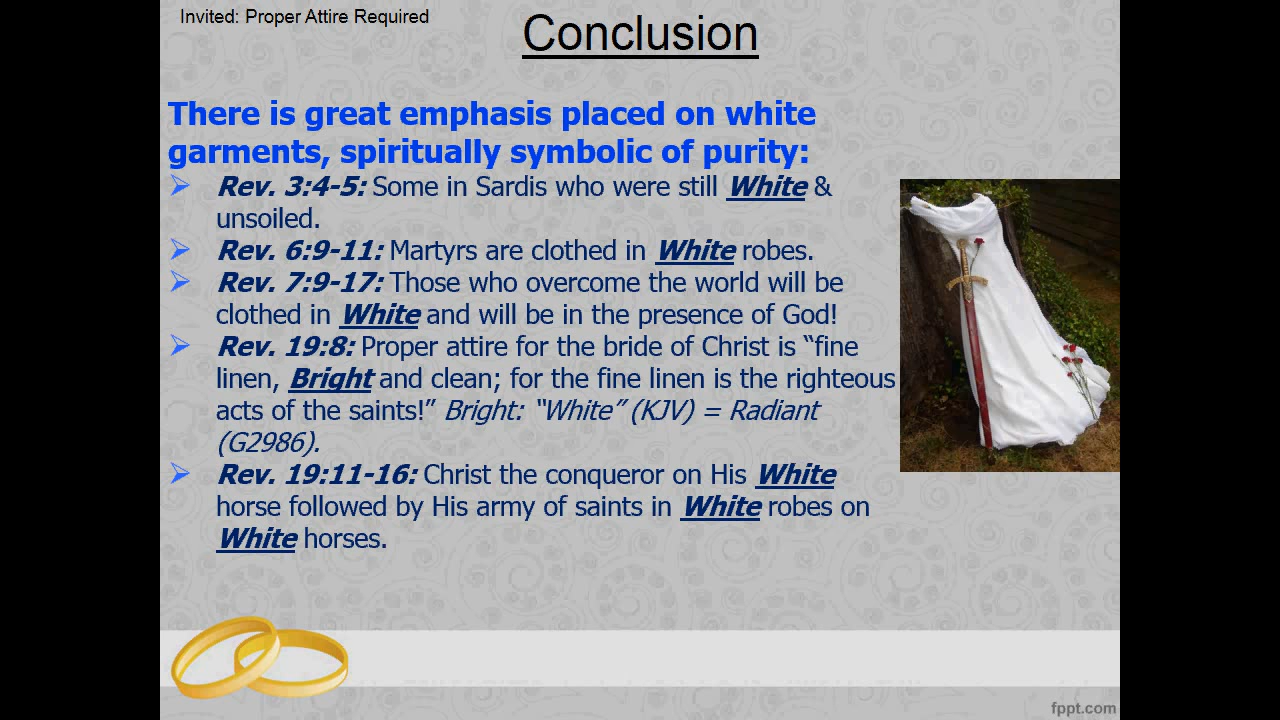 Invited: Proper Attire Required
Conclusion
There is great emphasis placed on white
garments, spiritually symbolic of purity:
Rev. 3:4-5: Some in Sardis who were still White &
unsoiled.
Rev. 6:9-11: Martyrs are clothed in White robes.
Rev. 7:9-17: Those who overcome the world will be
clothed in White and will be in the presence of God!
Rev. 19:8: Proper attire for the bride of Christ is “fine
linen, Bright and clean; for the fine linen is the righteous
acts of the saints!” Bright: “White” (KJV) = Radiant
(G2986).
Rev. 19:11-16: Christ the conqueror on His White
horse followed by His army of saints in White robes on
White horses.
fppt.com